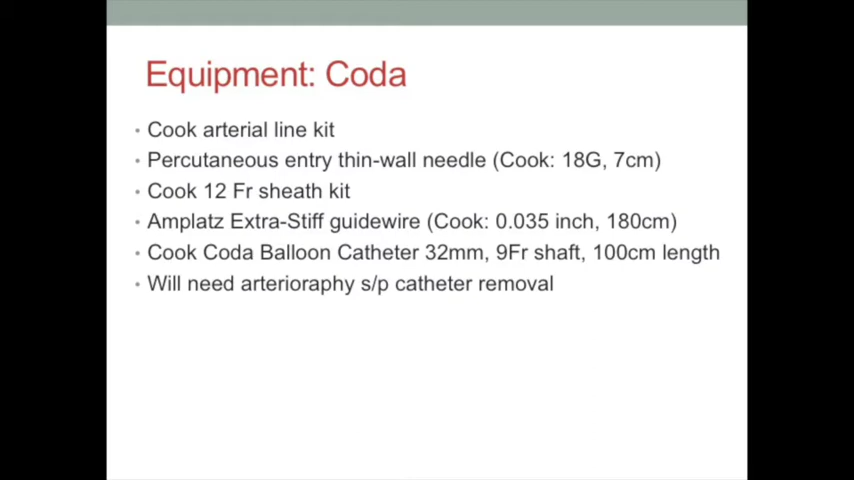 Equipment: Coda
• Cook arterial line kit
• Percutaneous entry thin-wall needle (Cook: 18G, 7cm)
• Cook 12 Fr sheath kit
• Amplatz Extra-Stiff guidewire (Cook: 0.035 inch, 180cm)
• Cook Coda Balloon Catheter 32mm, 9Fr shaft, 100cm length
• Will need arterioraphy s/p catheter removal